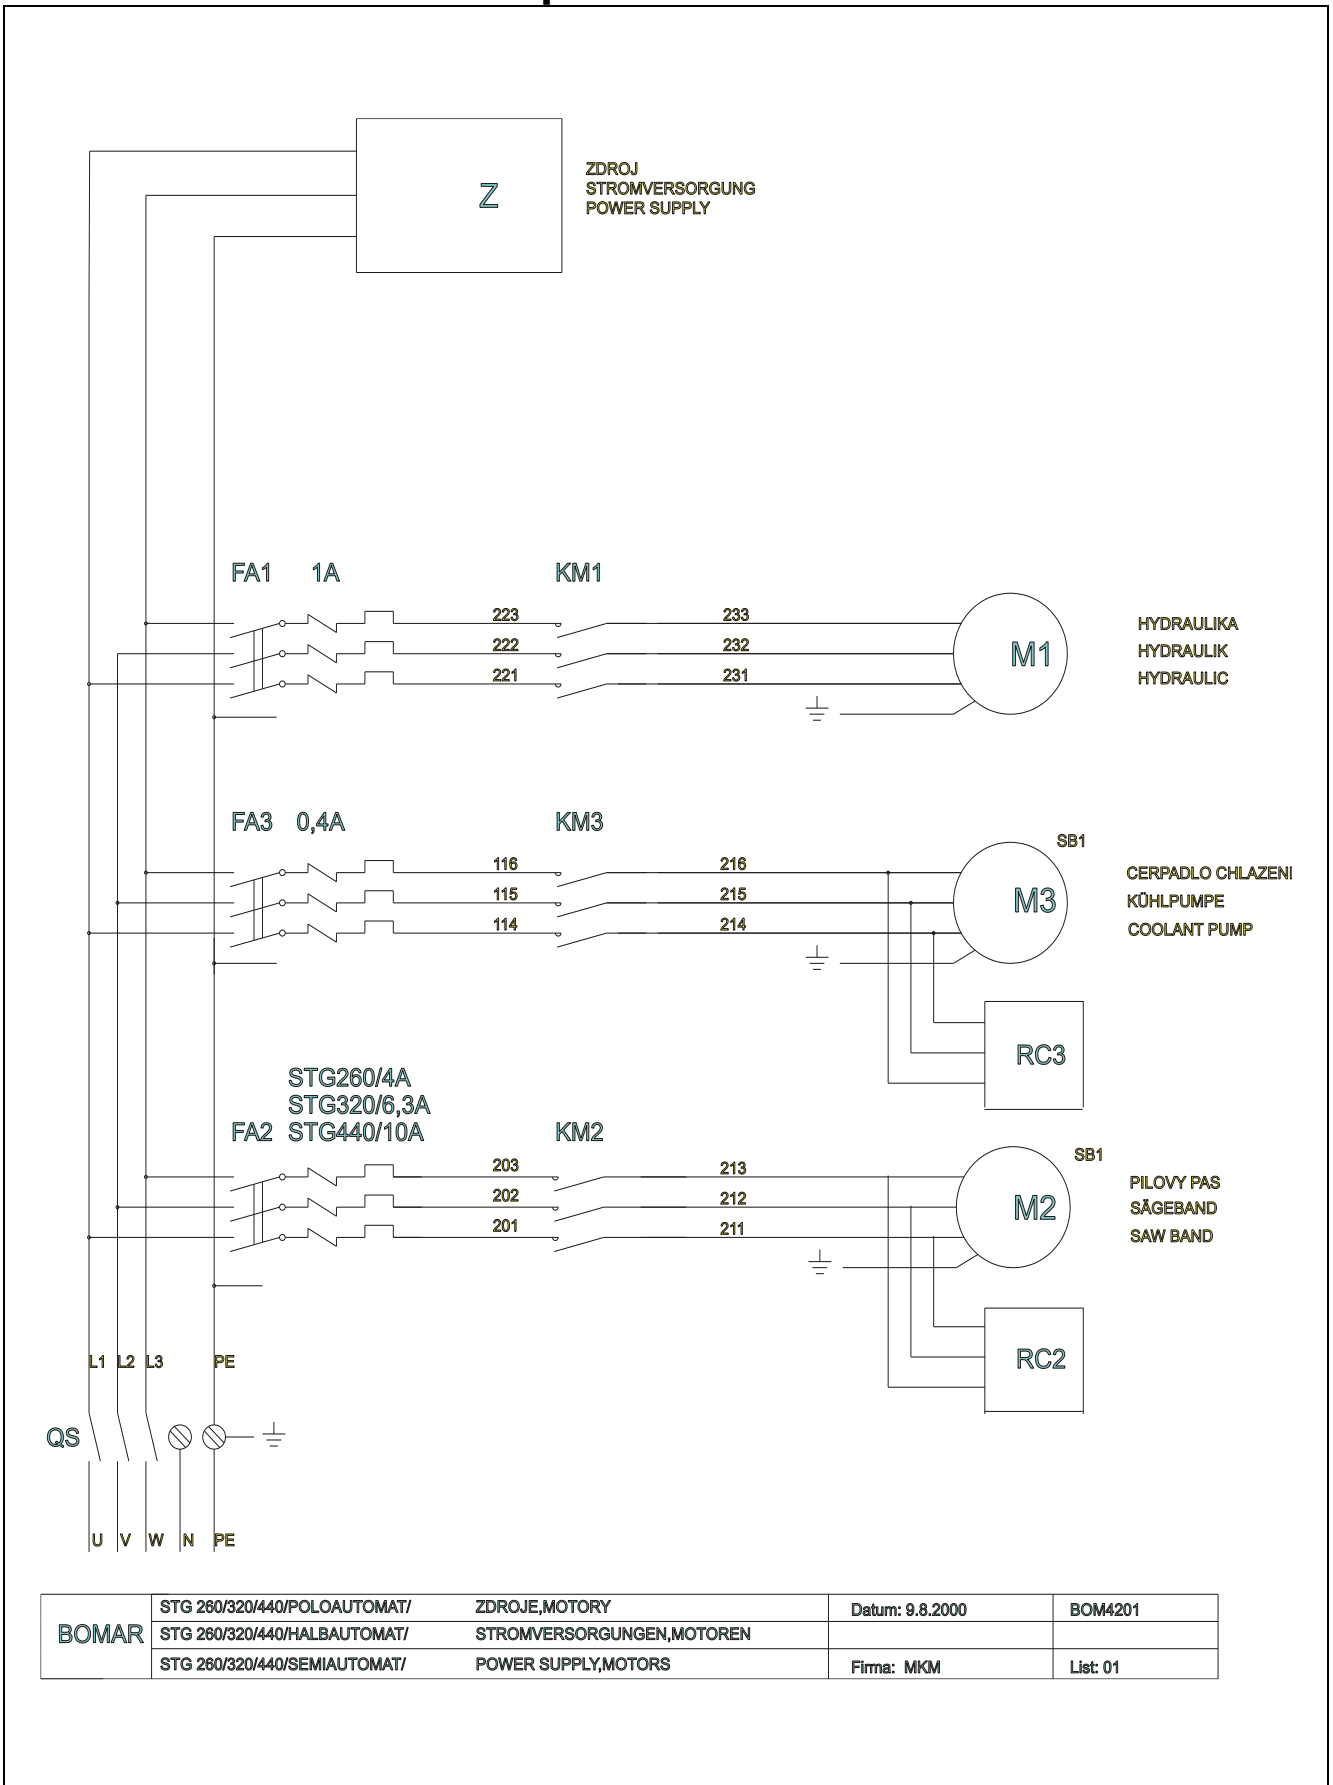 Z
ZDROJ
STROMVERSORGUNG
POWER SUPPLY
FA1 1A KM1
223 233
222 232
221 231
M1
HYDRAULIKA
HYDRAULIK
HYDRAULIC
FA3 0,4A KM3
SB1
116 216
115 215
114 214
M3
CERPADLO CHLAZENI
KÜHLPUMPE
COOLANT PUMP
RC3
STG260/4A
STG320/6,3A
FA2 STG440/10A KM2
SB1
203 213
202 212
201 211
M2
PILOVY PAS
SÄGEBAND
SAW BAND
RC2
L1 L2 L3 PE
QS
U V W N PE
BOMAR
STG 260/320/440/POLOAUTOMAT/ ZDROJE,MOTORY Datum: 9.8.2000 BOM4201
STG 260/320/440/HALBAUTOMAT/ STROMVERSORGUNGEN,MOTOREN
STG 260/320/440/SEMIAUTOMAT/ POWER SUPPLY,MOTORS Firma: MKM List: 01